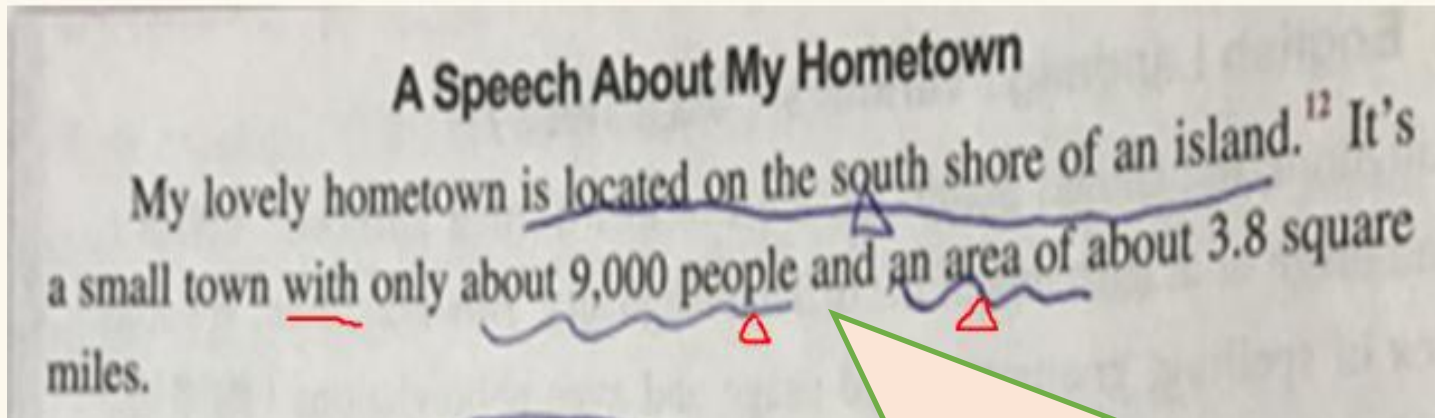 A Speech About My Hometown
My lovely hometown is located on the south shore of an island.12 It's
a small town with only about 9,000 people and an area of about 3.8 square
miles.